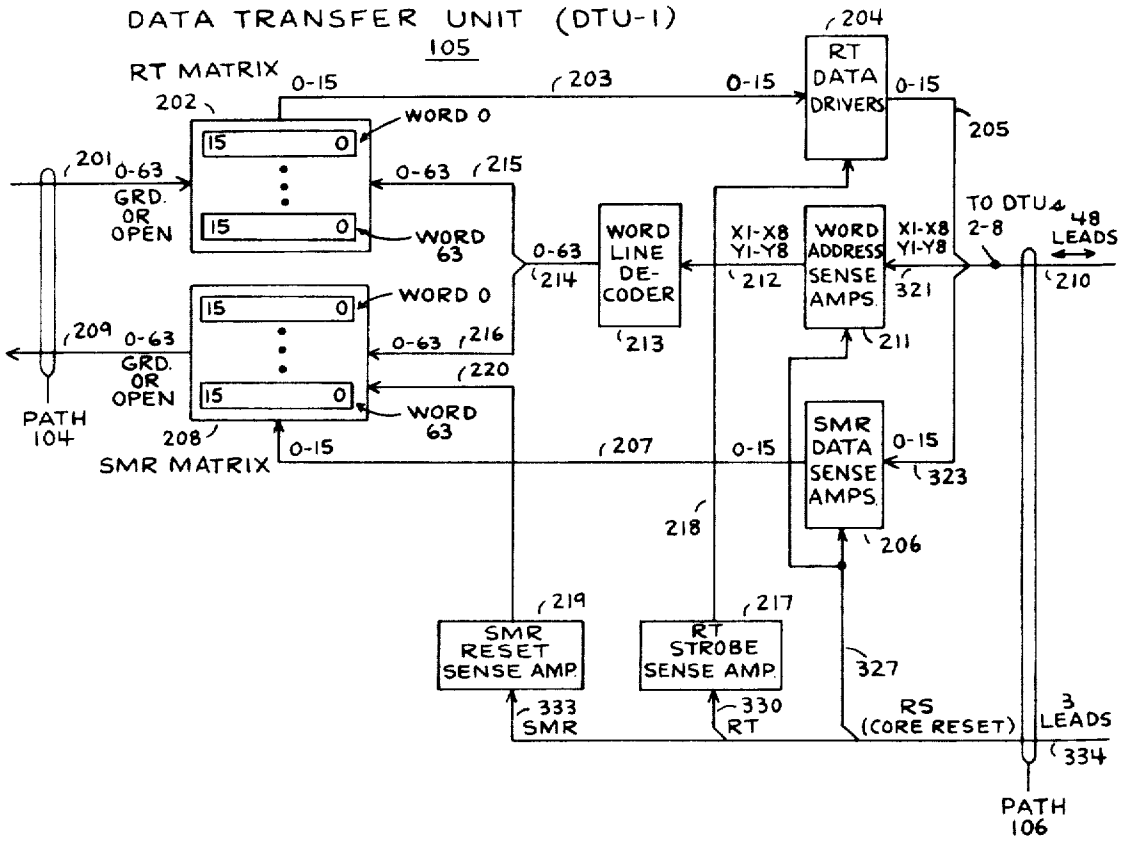 DATA TRANSFER UNIT (DTU-1)
105
RT MATRIX
202
0-15
203
0-15
204
RT
DATA
DRIVERS
0-15
205
WORD 0
15 0
201
0-63
GRD.
OR
OPEN
15 0
WORD
63
0-63
215
0-63
214
WORD
LINE
DE-
CODER
213
X1-X8
Y1-Y8
212
WORD
ADDRESS
SENSE
AMPS.
211
X1-X8
Y1-Y8
321
TO DTUs
2-8
48
LEADS
210
WORD 0
15 0
209
0-63
GRD.
OR
OPEN
PATH
104
0-63
216
220
15 0
WORD
63
208
SMR MATRIX
0-15
207
0-15
SMR
DATA
SENSE
AMPS.
206
0-15
323
218
219
SMR
RESET
SENSE AMP.
217
RT
STROBE
SENSE AMP.
327
333
SMR
330
RT
RS
(CORE RESET)
3
LEADS
334
PATH
106